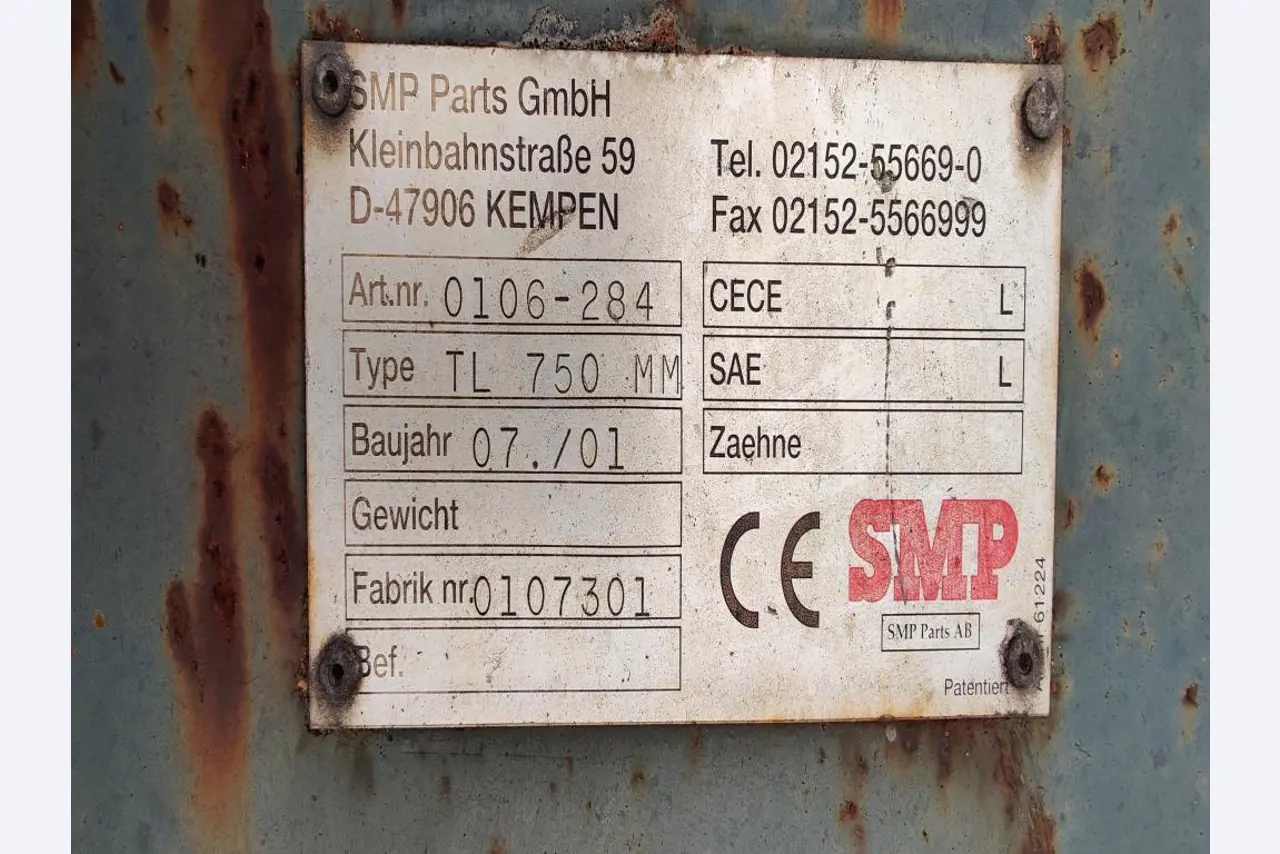 SMP Parts GmbH
Kleinbahnstraße 59
D-47906 KEMPEN
Tel. 02152-55669-0
Fax 02152-5566999
Art.nr. 0106-284
Type TL 750 MM
Baujahr 07./01
Gewicht
Fabrik nr. 0107301
Bef.
CECE L
SAE L
Zaehne
CE
SMP
SMP Parts AB
Patentiert
61224